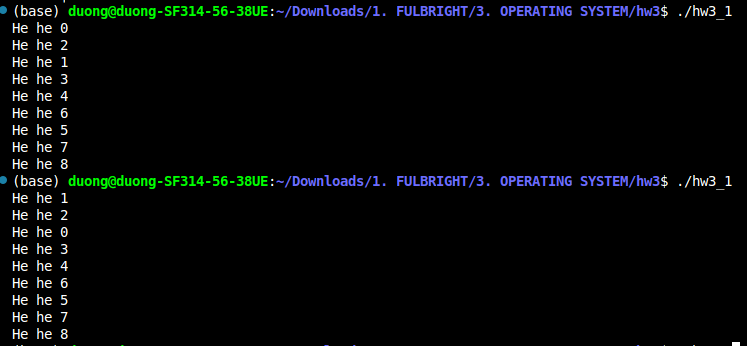 (base) duong@duong-SF314-56-38UE:~/Downloads/1. FULBRIGHT/3. OPERATING SYSTEM/hw3$ ./hw3_1
He he 0
He he 2
He he 1
He he 3
He he 4
He he 6
He he 5
He he 7
He he 8
(base) duong@duong-SF314-56-38UE:~/Downloads/1. FULBRIGHT/3. OPERATING SYSTEM/hw3$ ./hw3_1
He he 1
He he 2
He he 0
He he 3
He he 4
He he 6
He he 5
He he 7
He he 8